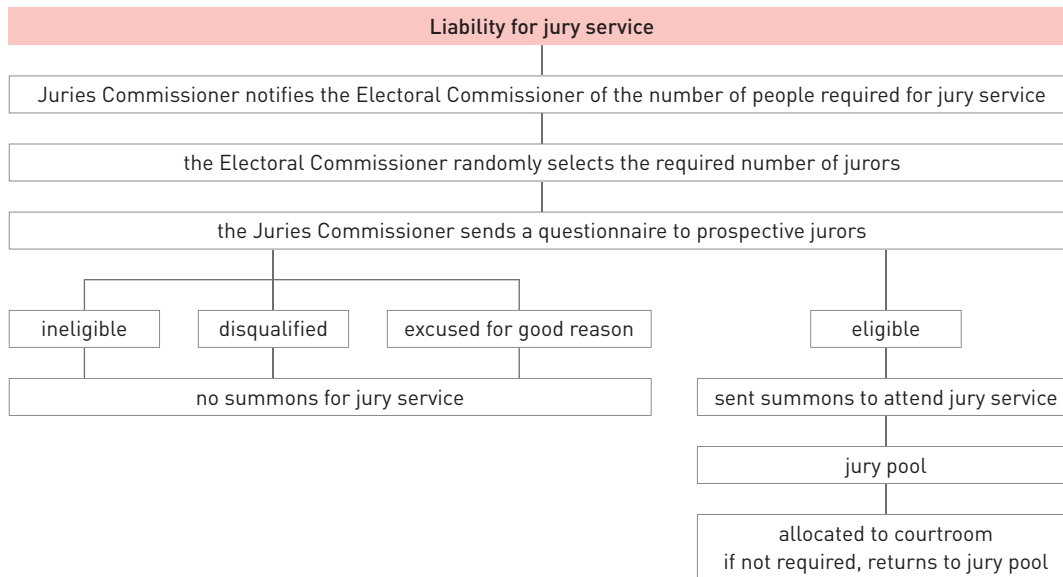 Liability for jury service
Juries Commissioner notifies the Electoral Commissioner of the number of people required for jury service
the Electoral Commissioner randomly selects the required number of jurors
the Juries Commissioner sends a questionnaire to prospective jurors
ineligible
disqualified
excused for good reason
eligible
no summons for jury service
sent summons to attend jury service
jury pool
allocated to courtroom
if not required, returns to jury pool